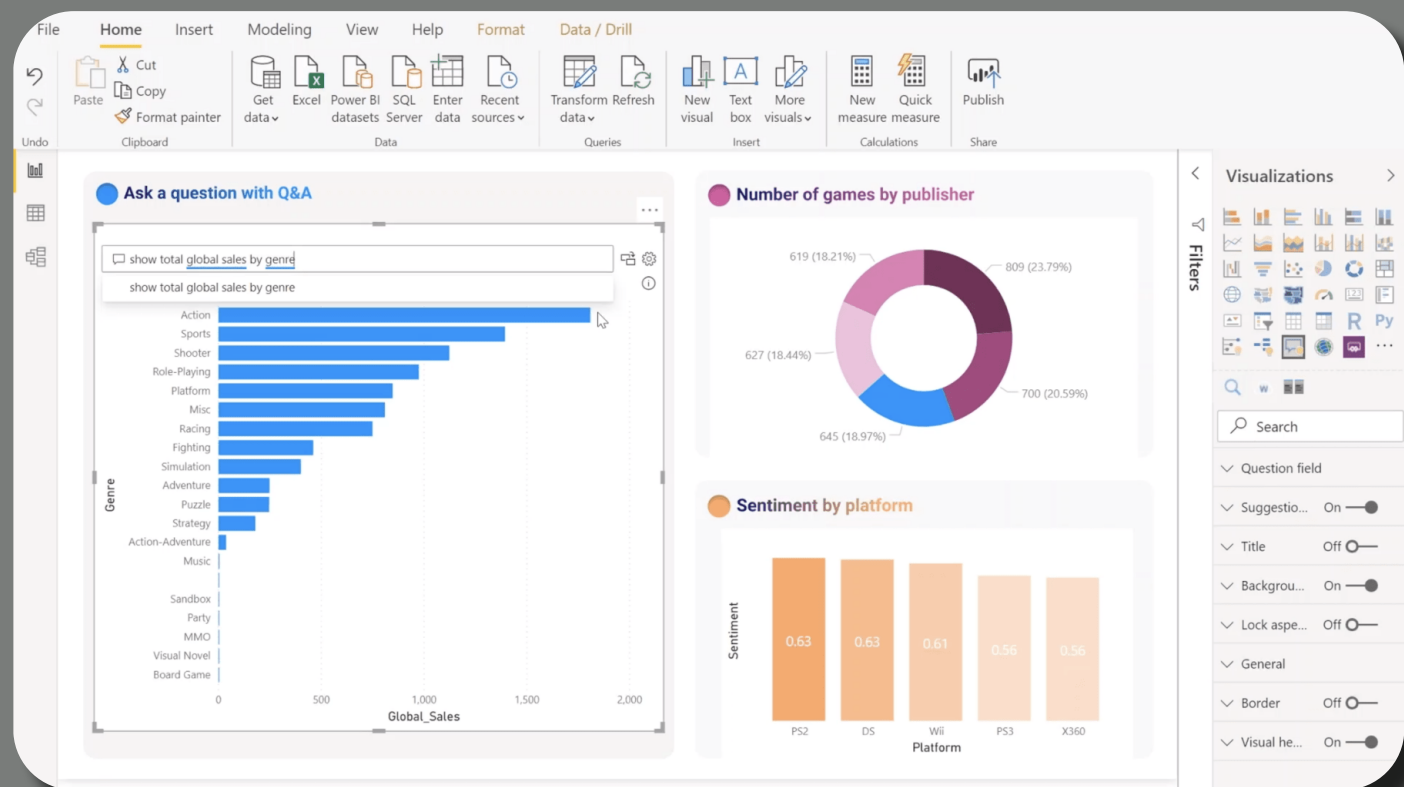 File Home Insert Modeling View Help Format Data / Drill
Paste
Cut
Copy
Format painter
Get data
Excel
Power BI datasets
SQL Server
Enter data
Recent sources
Transform data
Refresh
New visual
Text box
More visuals
New measure
Quick measure
Publish
Undo
Clipboard
Data
Queries
Insert
Calculations
Share
Ask a question with Q&A
show total global sales by genre
show total global sales by genre
Genre
Action
Sports
Shooter
Role-Playing
Platform
Misc
Racing
Fighting
Simulation
Adventure
Puzzle
Strategy
Action-Adventure
Music
Sandbox
Party
MMO
Visual Novel
Board Game
0 500 1,000 1,500 2,000
Global_Sales
Number of games by publisher
619 (18.21%)
809 (23.79%)
627 (18.44%)
700 (20.59%)
645 (18.97%)
Sentiment by platform
Sentiment
0.63 0.63 0.61 0.56 0.56
PS2 DS Wii PS3 X360
Platform
Filters
Visualizations
R Py
W
Search
Question field
Suggestio... On
Title Off
Backgrou... On
Lock aspe... Off
General
Border Off
Visual he... On